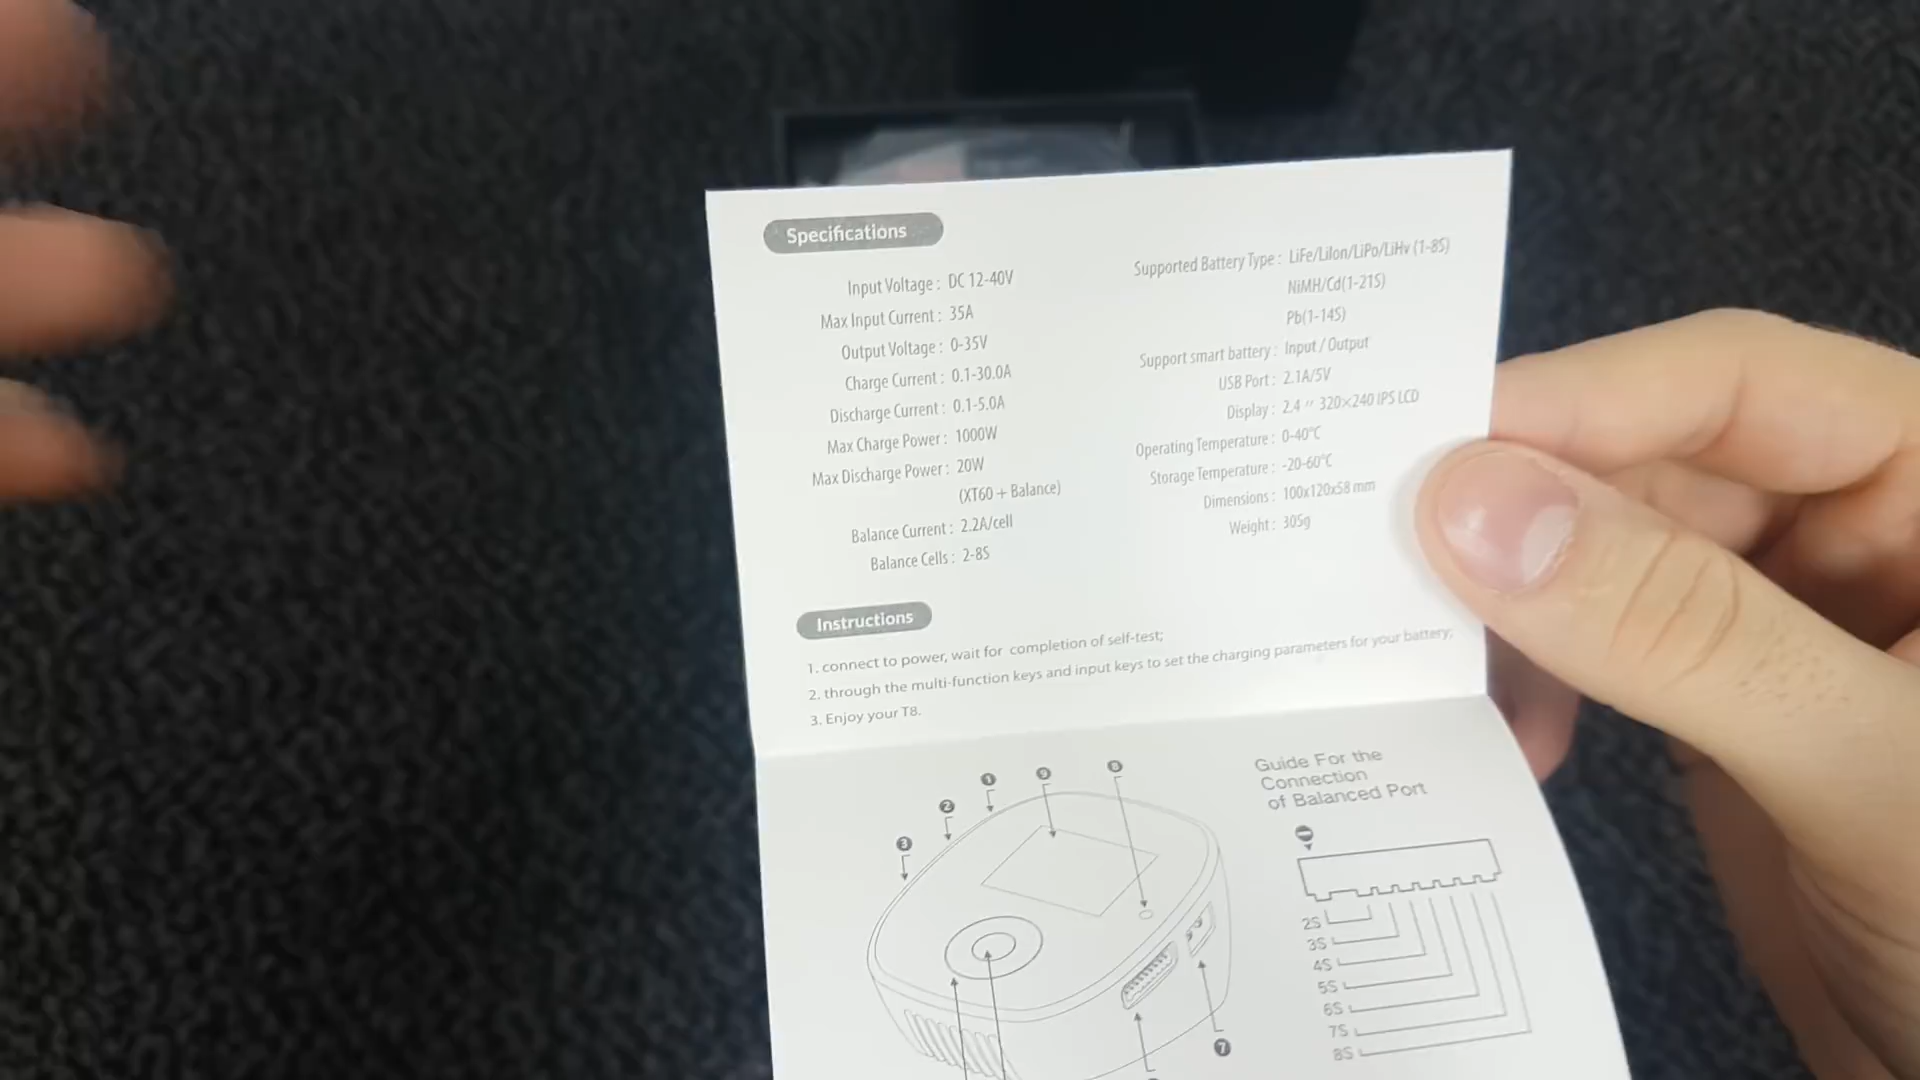 Specifications
Input Voltage : DC 12-40V
Max Input Current : 35A
Output Voltage : 0-35V
Charge Current : 0.1-30.0A
Discharge Current : 0.1-5.0A
Max Charge Power : 1000W
Max Discharge Power : 20W
(XT60 + Balance)
Balance Current : 2.2A/cell
Balance Cells : 2-8S
Supported Battery Type : LiFe/LiIon/LiPo/LiHv (1-8S)
NiMH/Cd(1-21S)
Pb(1-14S)
Support smart battery : Input / Output
USB Port : 2.1A/5V
Display : 2.4 " 320×240 IPS LCD
Operating Temperature : 0-40℃
Storage Temperature : -20-60℃
Dimensions : 100x120x58 mm
Weight : 305g
Instructions
1. connect to power, wait for completion of self-test;
2. through the multi-function keys and input keys to set the charging parameters for your battery;
3. Enjoy your T8.
1
9
8
2
3
7
Guide For the
Connection
of Balanced Port
2S
3S
4S
5S
6S
7S
8S